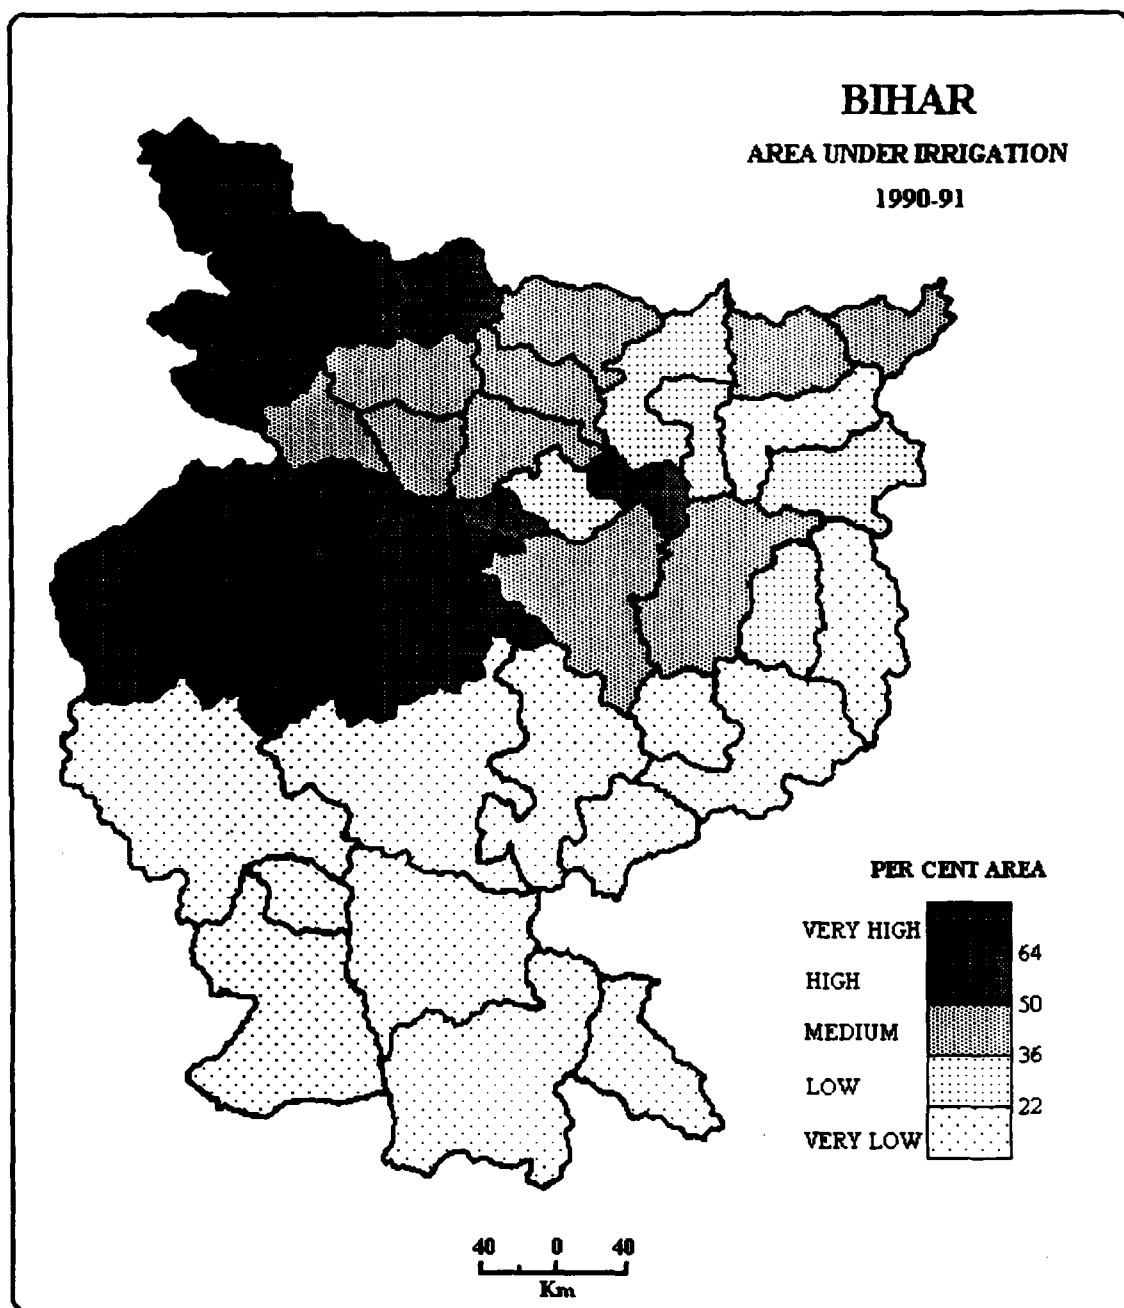 BIHAR
AREA UNDER IRRIGATION
1990-91
PER CENT AREA
VERY HIGH
64
HIGH
50
MEDIUM
36
LOW
22
VERY LOW
40 0 40
Km